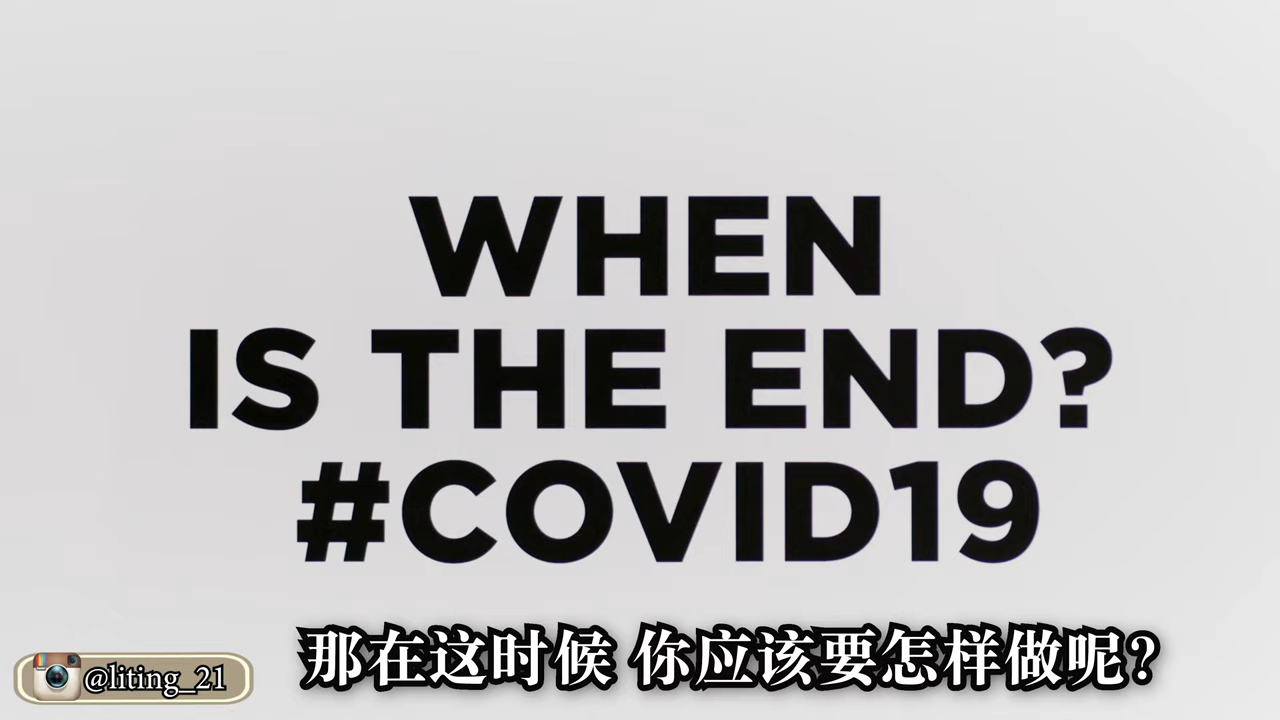 WHEN
IS THE END?
#COVID19
那在这时候 你应该要怎样做呢?
@liting_21